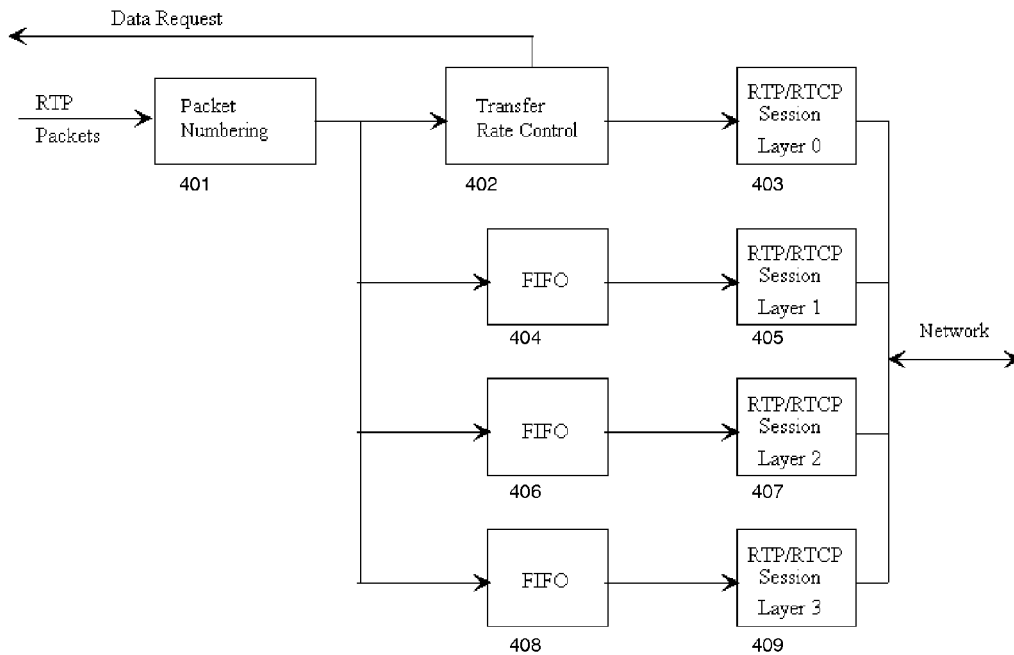 Data Request
RTP
Packets
Packet
Numbering
401
Transfer
Rate Control
402
RTP/RTCP
Session
Layer 0
403
FIFO
404
RTP/RTCP
Session
Layer 1
405
Network
FIFO
406
RTP/RTCP
Session
Layer 2
407
FIFO
408
RTP/RTCP
Session
Layer 3
409